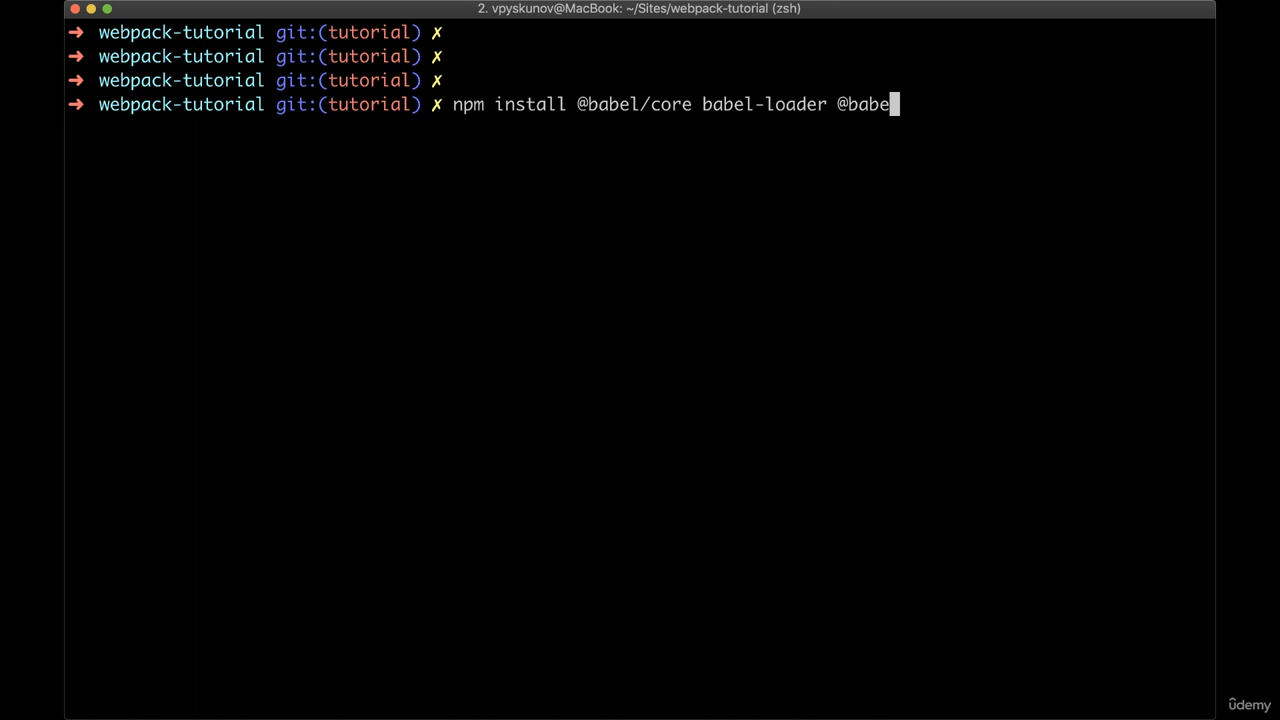 2. vpyskunov@MacBook: ~/Sites/webpack-tutorial (zsh)
➜ webpack-tutorial git:(tutorial) ✗
➜ webpack-tutorial git:(tutorial) ✗
➜ webpack-tutorial git:(tutorial) ✗
➜ webpack-tutorial git:(tutorial) ✗ npm install @babel/core babel-loader @babe
ûdemy